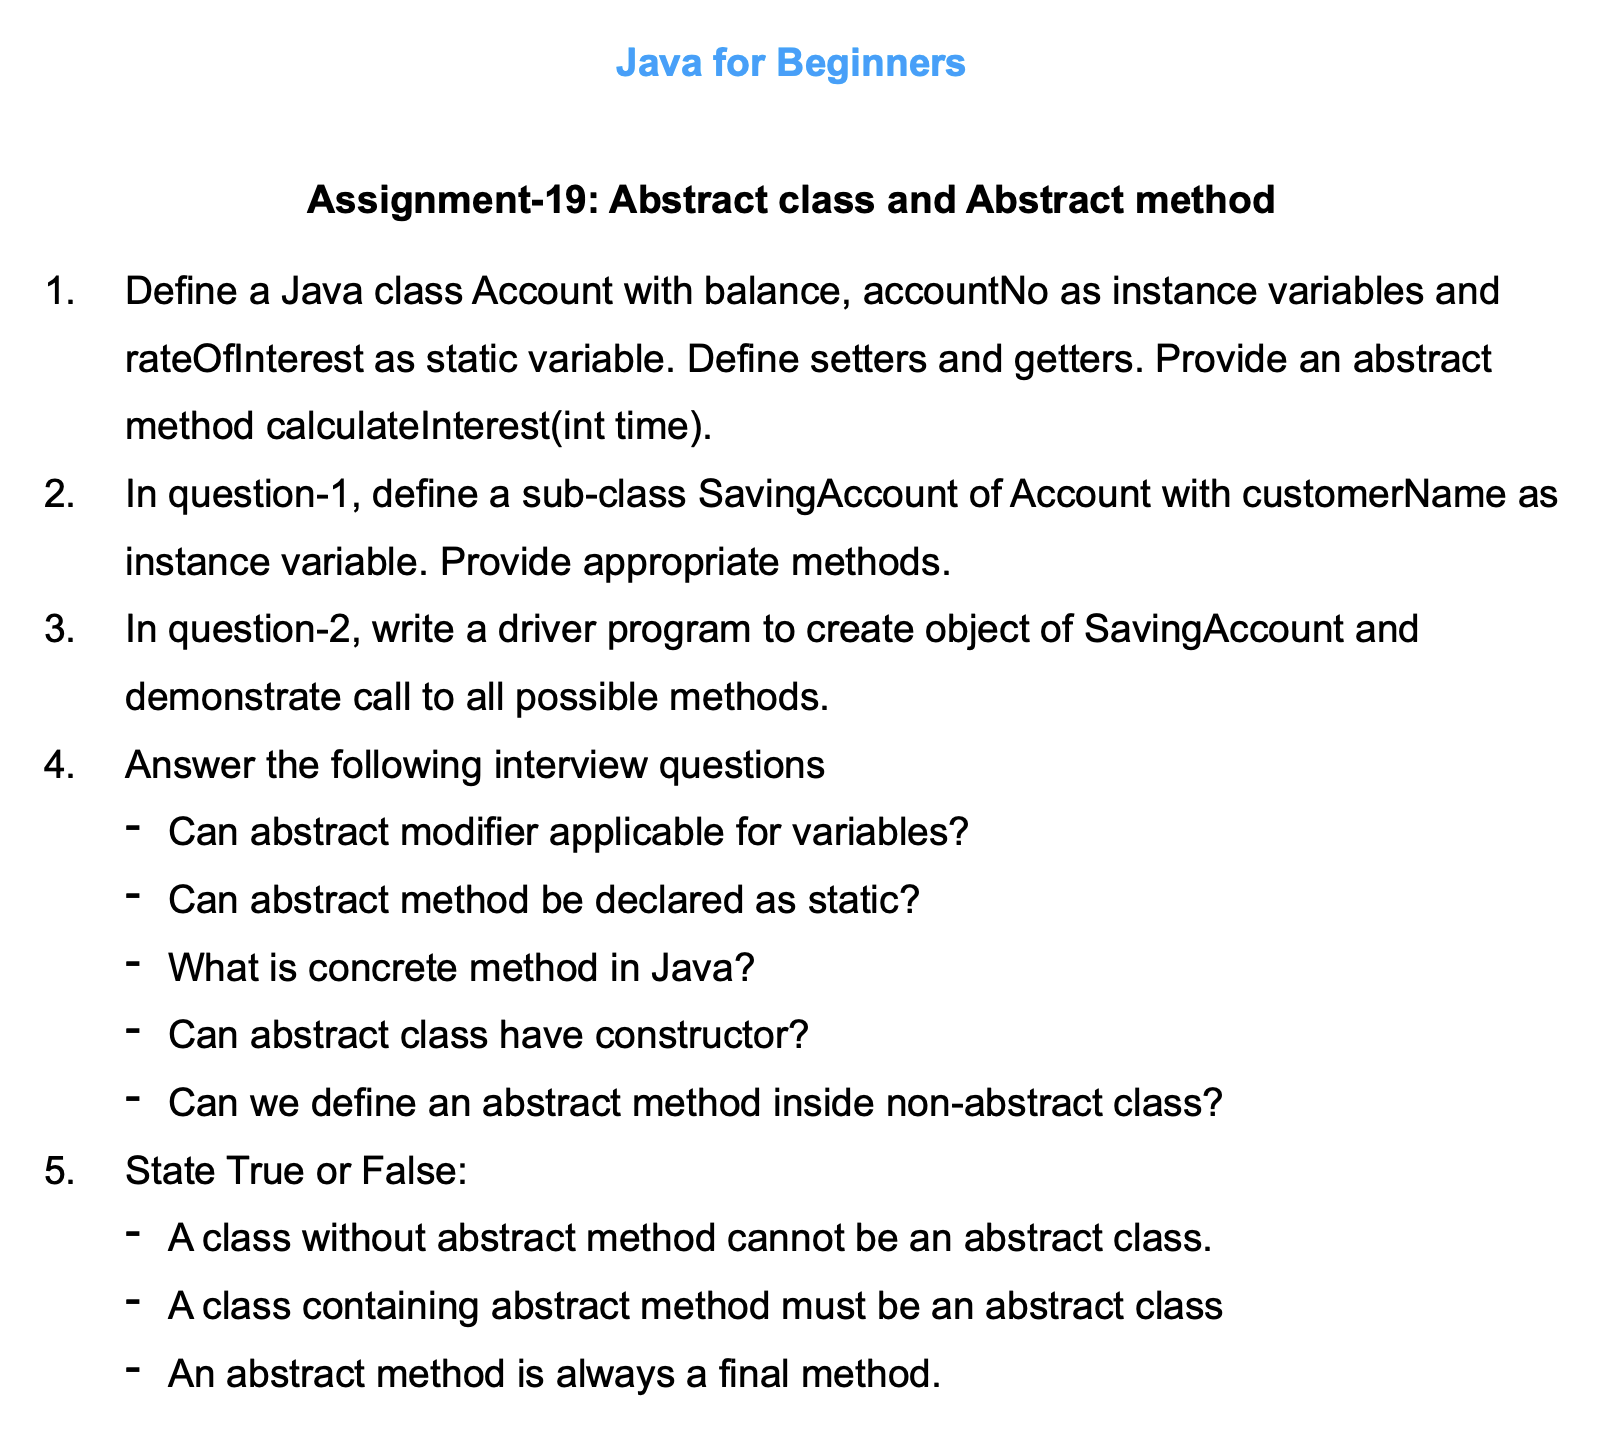 Java for Beginners
Assignment-19: Abstract class and Abstract method
1. Define a Java class Account with balance, accountNo as instance variables and
rateOfInterest as static variable. Define setters and getters. Provide an abstract
method calculateInterest(int time).
2. In question-1, define a sub-class SavingAccount of Account with customerName as
instance variable. Provide appropriate methods.
3. In question-2, write a driver program to create object of SavingAccount and
demonstrate call to all possible methods.
4. Answer the following interview questions
- Can abstract modifier applicable for variables?
- Can abstract method be declared as static?
- What is concrete method in Java?
- Can abstract class have constructor?
- Can we define an abstract method inside non-abstract class?
5. State True or False:
- A class without abstract method cannot be an abstract class.
- A class containing abstract method must be an abstract class
- An abstract method is always a final method.